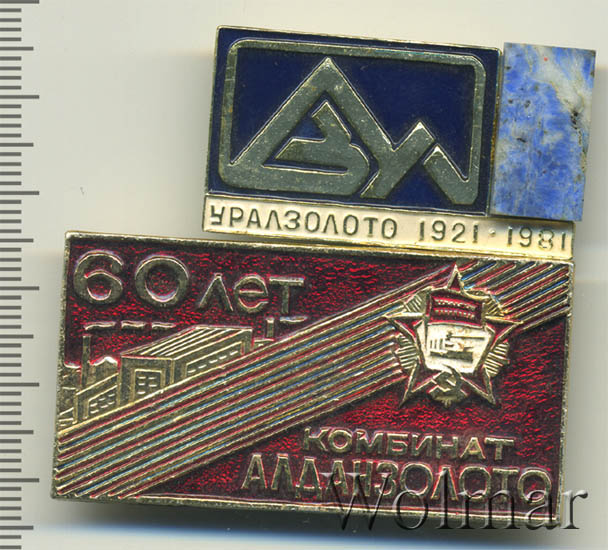 УРАЛЗОЛОТО 1921·1981
60 лет
КОМБИНАТ
АЛДАНЗОЛОТО
Wolmar